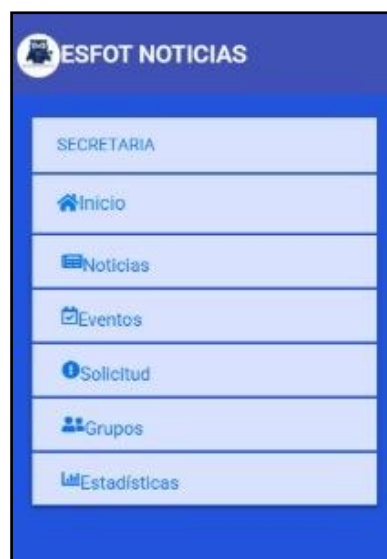 ESFOT NOTICIAS
SECRETARIA
Inicio
Noticias
Eventos
Solicitud
Grupos
Estadísticas